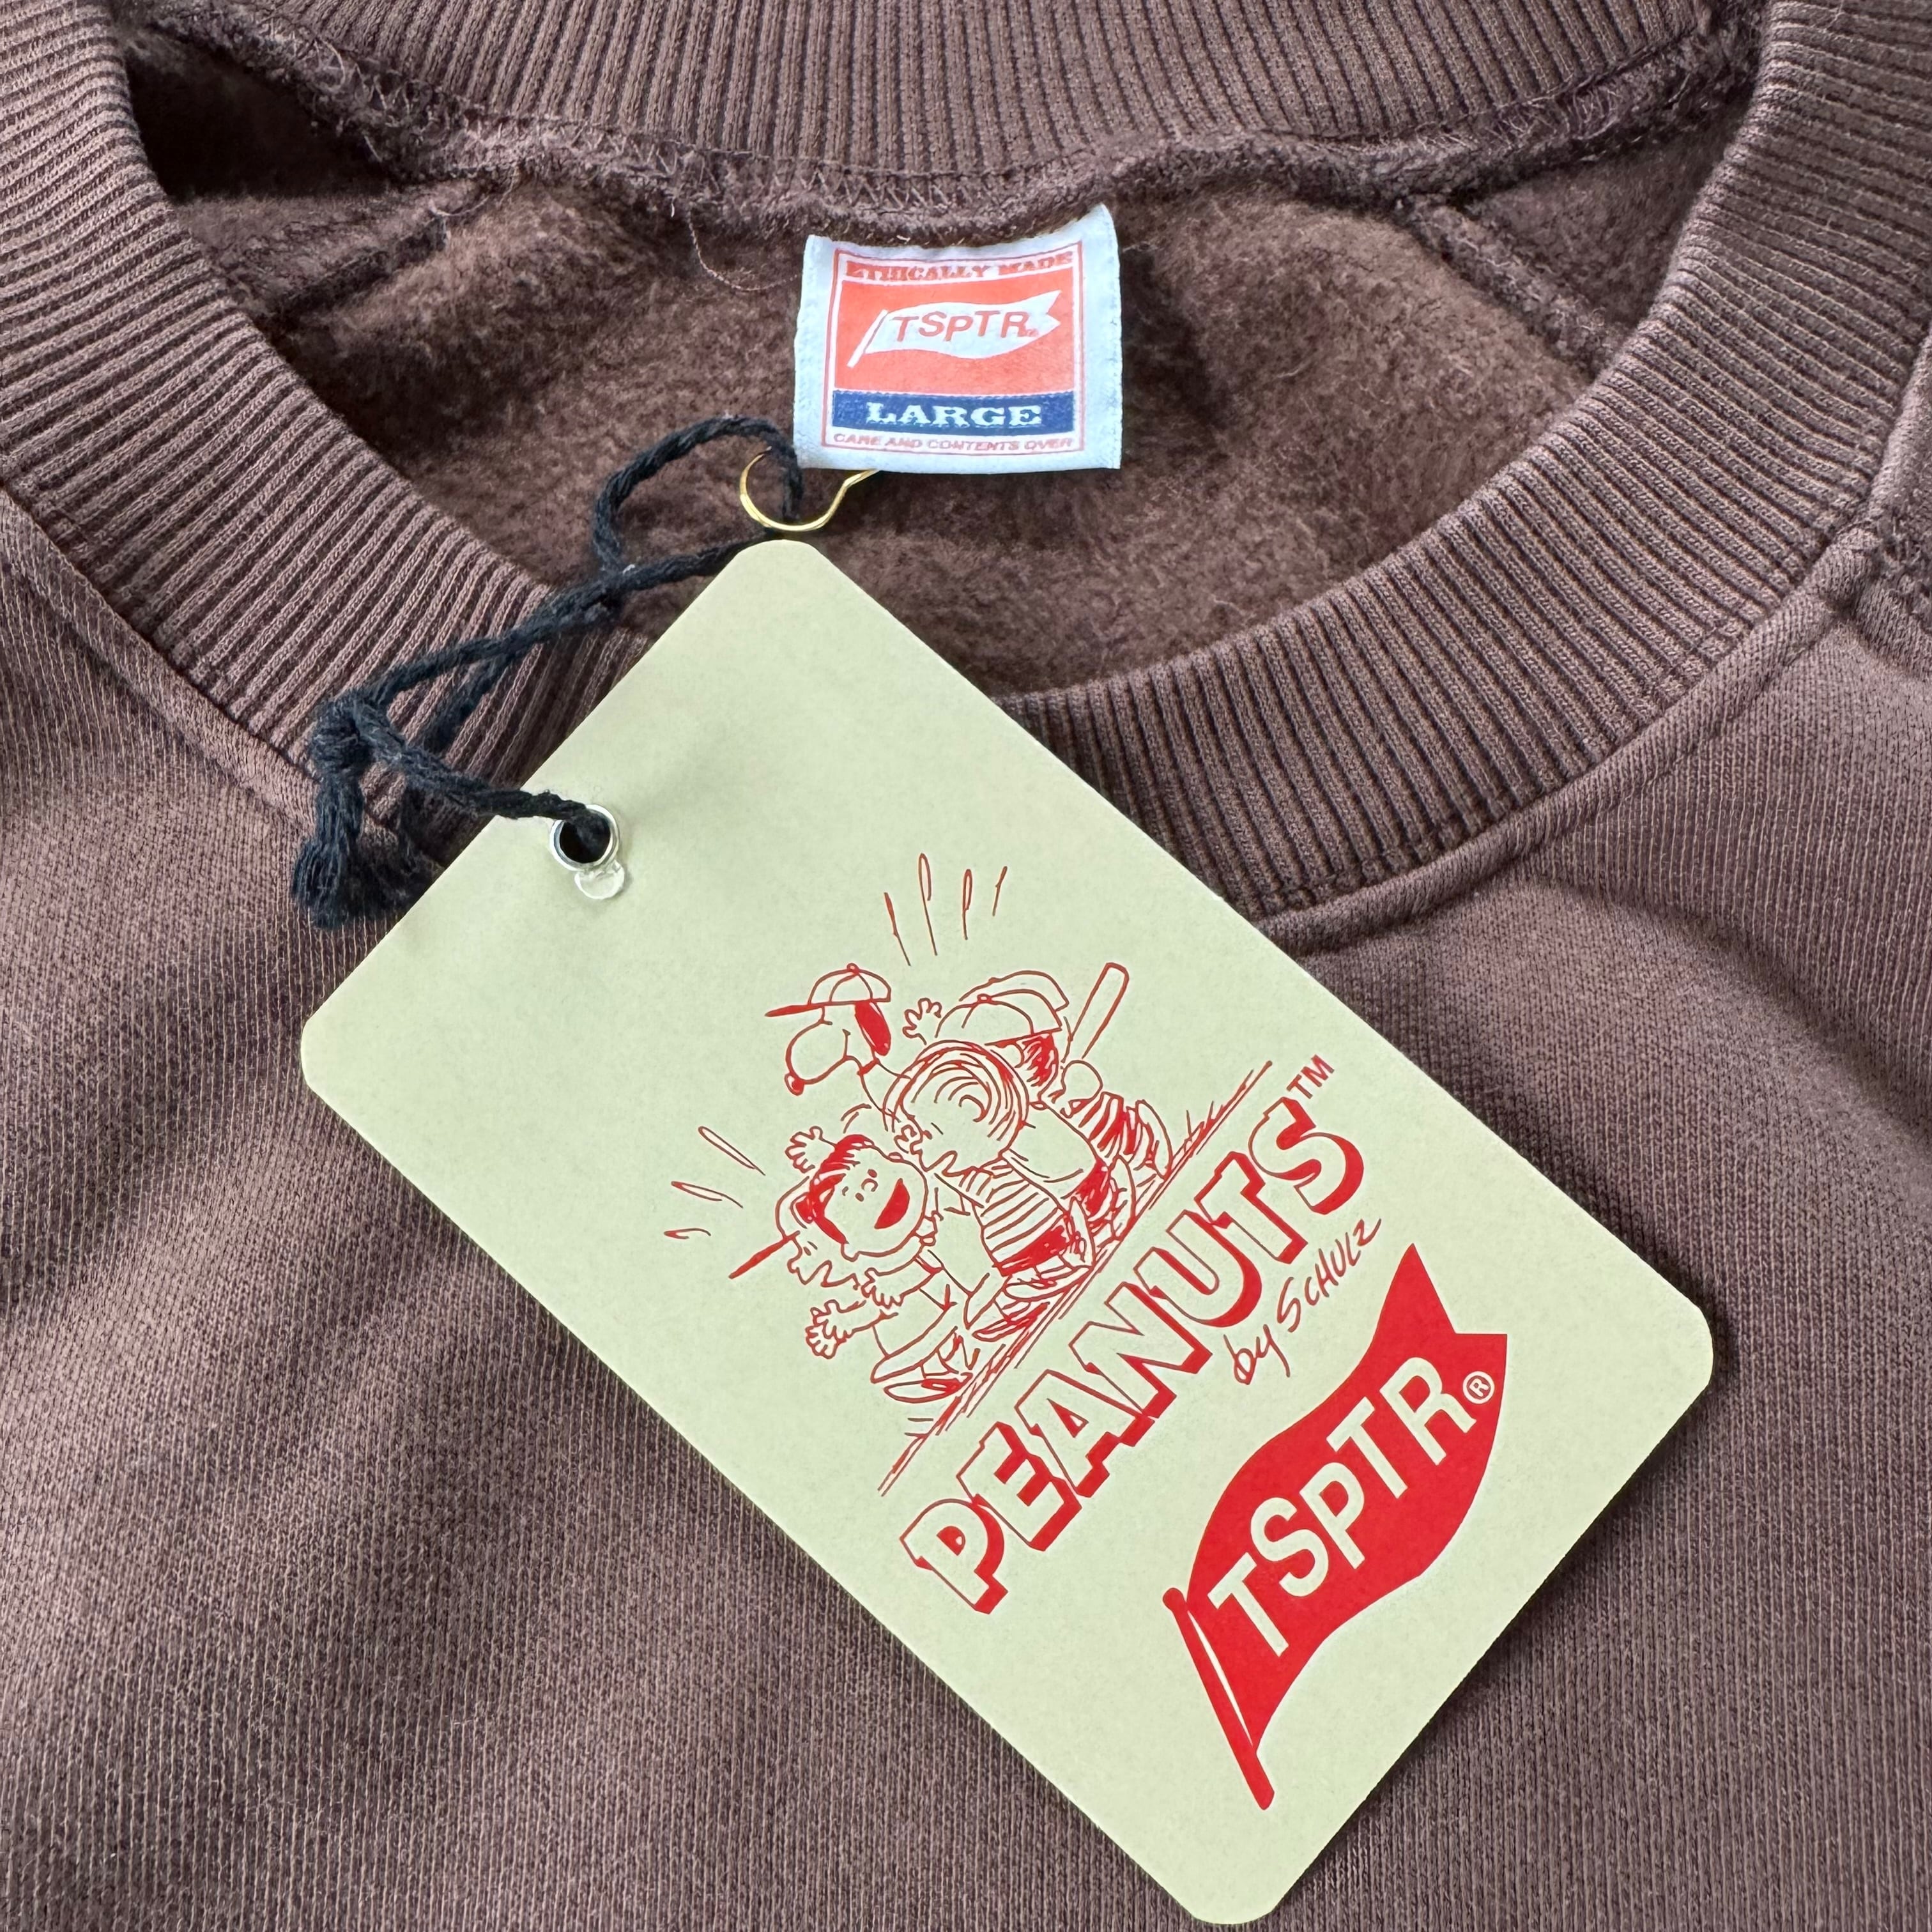 ETHICALLY MADE
TSPTR®
LARGE
CARE AND CONTENTS OVER
PEANUTS™
by SCHULZ
TSPTR®